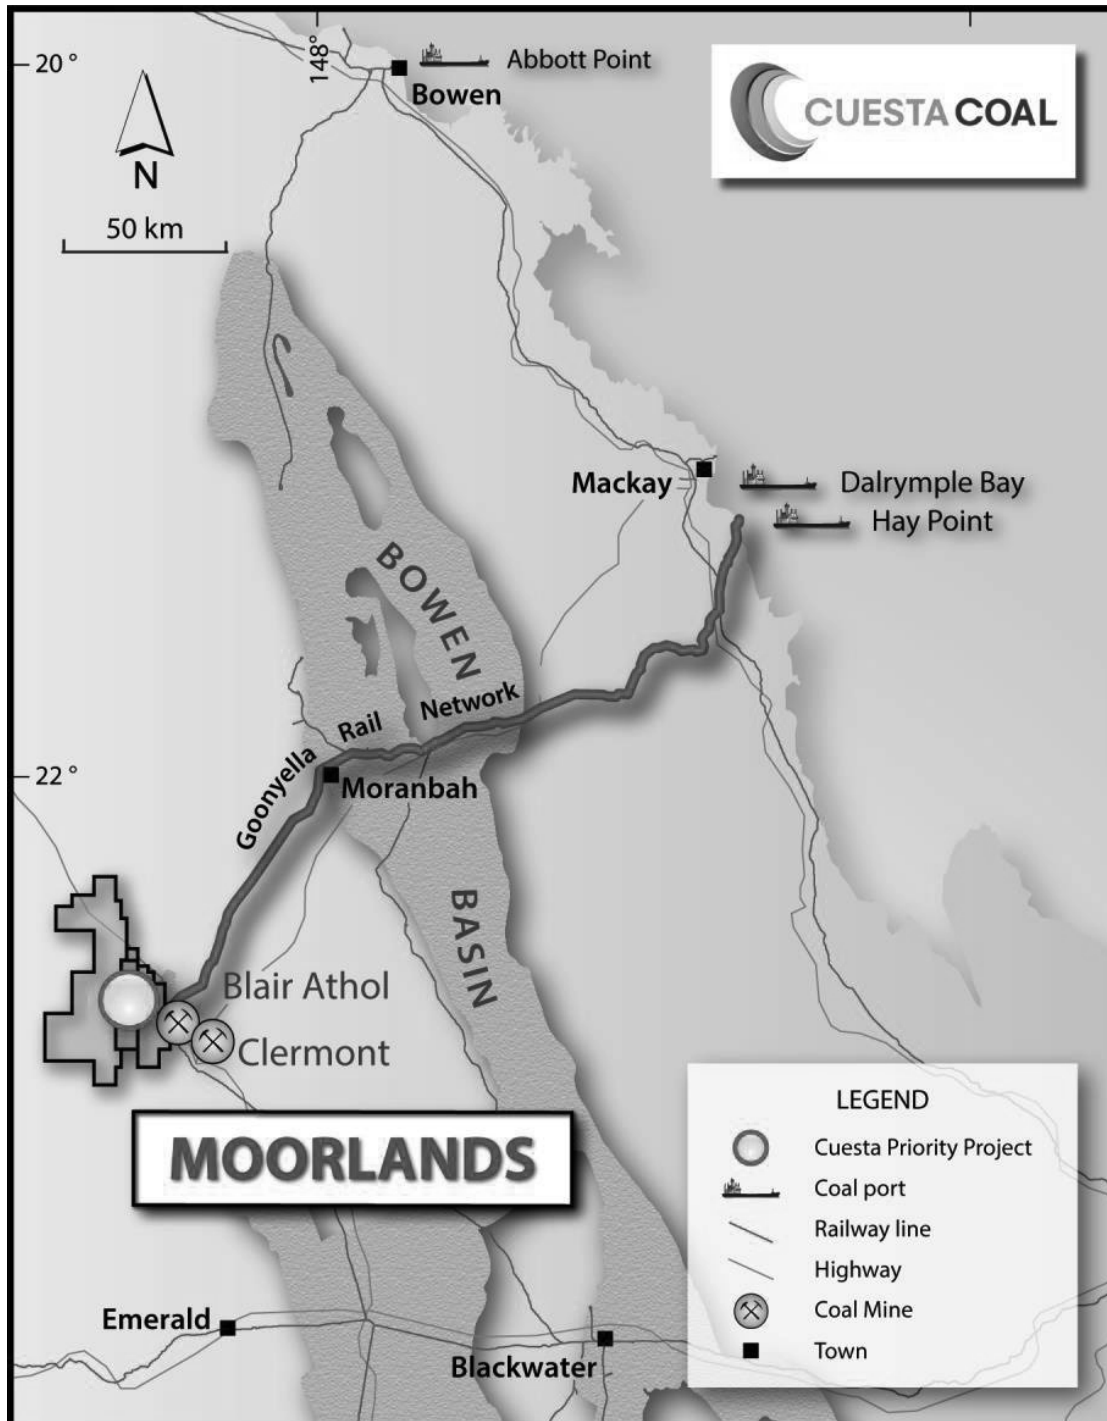 20°
148°
Abbott Point
Bowen
CUESTA COAL
N
50 km
Mackay
Dalrymple Bay
Hay Point
BOWEN
Network
Rail
Goonyella
22°
Moranbah
BASIN
Blair Athol
Clermont
MOORLANDS
LEGEND
Cuesta Priority Project
Coal port
Railway line
Highway
Coal Mine
Town
Emerald
Blackwater